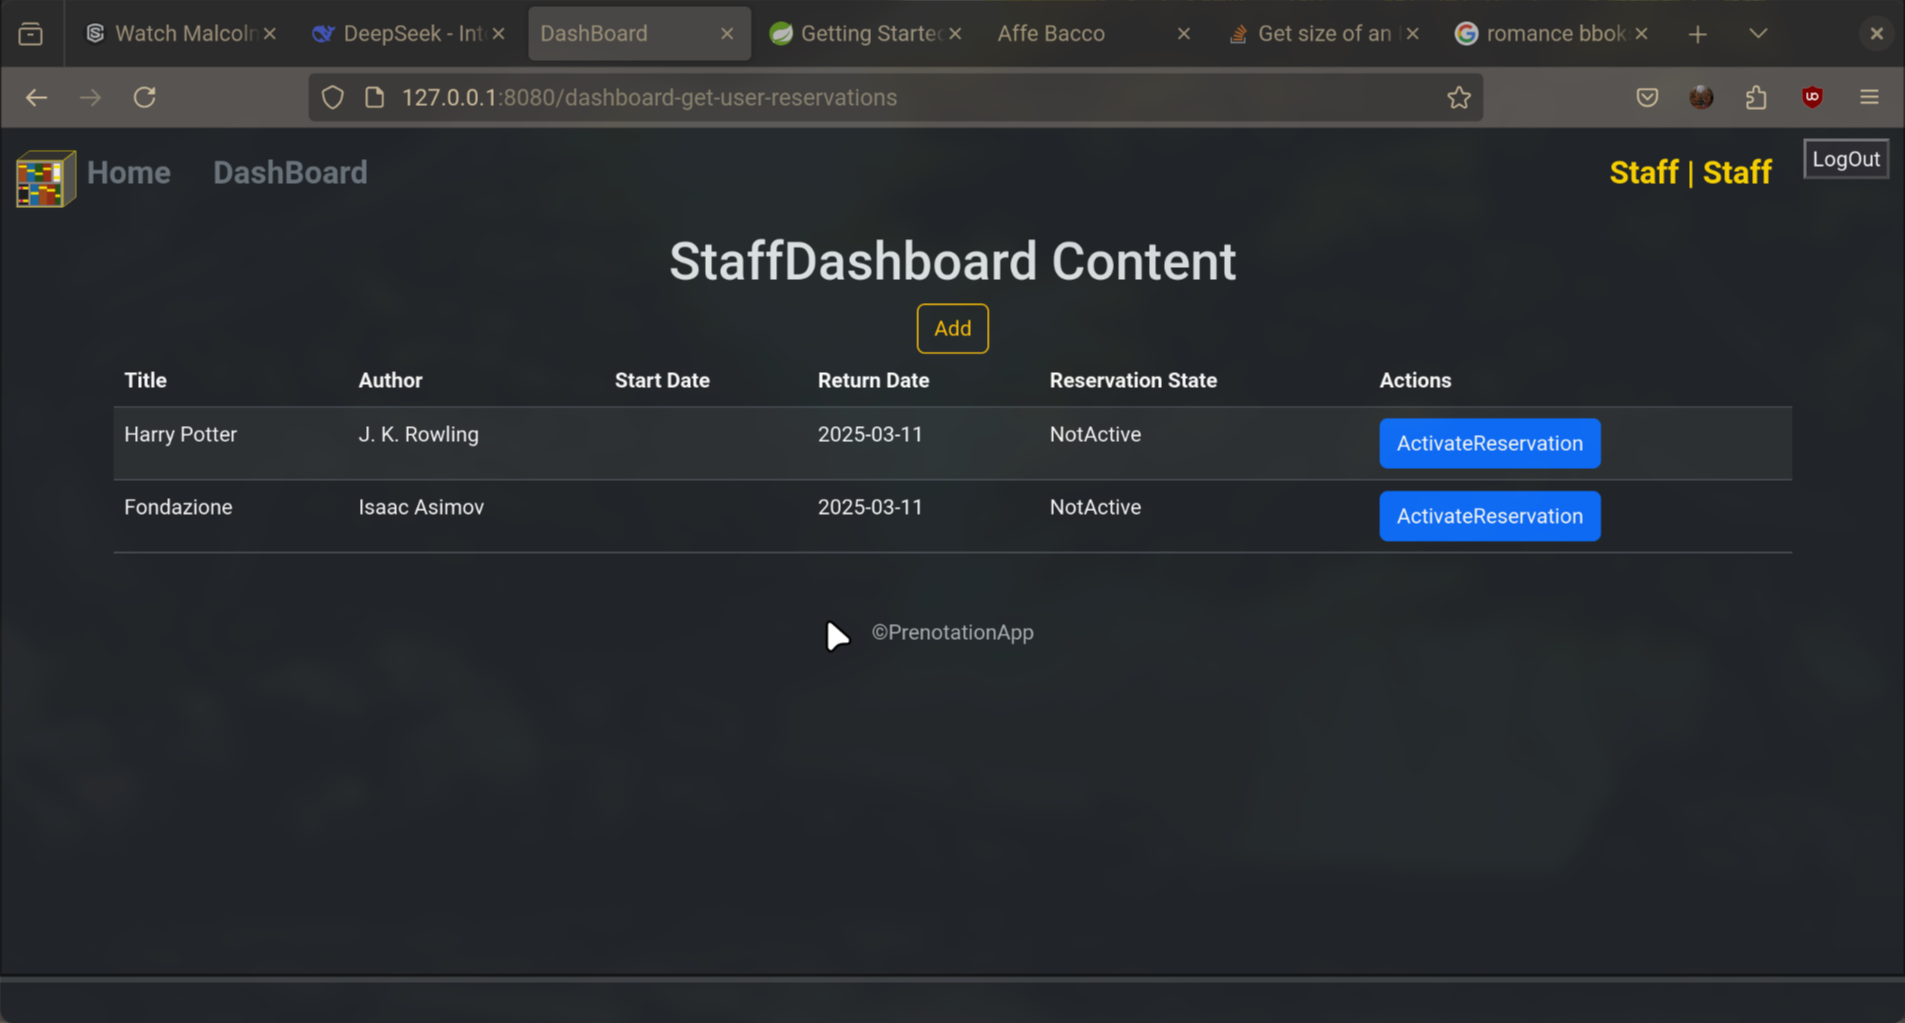 Watch Malcoln
DeepSeek - Int
DashBoard
Getting Started
Affe Bacco
Get size of an
romance bbok
127.0.0.1:8080/dashboard-get-user-reservations
Home DashBoard Staff | Staff LogOut
StaffDashboard Content
Add
Title Author Start Date Return Date Reservation State Actions
Harry Potter J. K. Rowling 2025-03-11 NotActive ActivateReservation
Fondazione Isaac Asimov 2025-03-11 NotActive ActivateReservation
©PrenotationApp